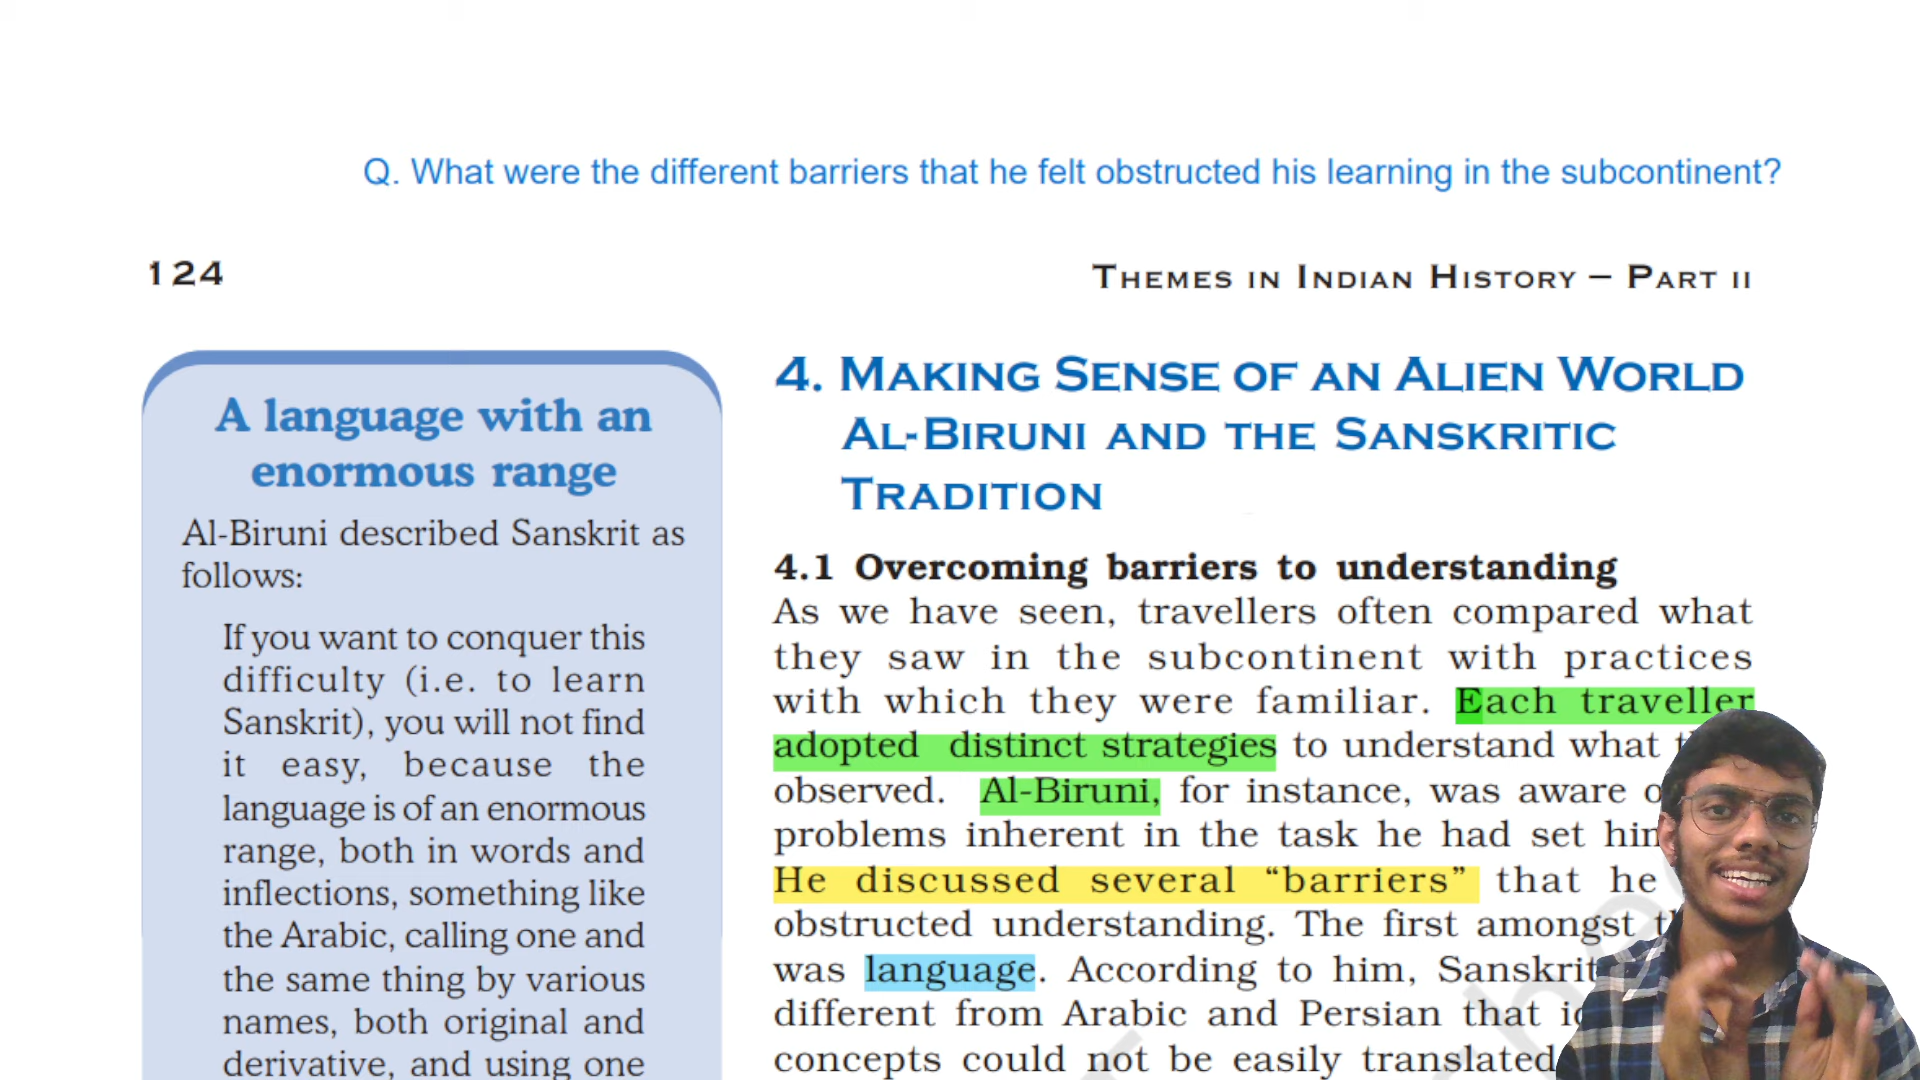 Q. What were the different barriers that he felt obstructed his learning in the subcontinent?
124
THEMES IN INDIAN HISTORY – PART II
A language with an
enormous range
Al-Biruni described Sanskrit as
follows:
If you want to conquer this
difficulty (i.e. to learn
Sanskrit), you will not find
it easy, because the
language is of an enormous
range, both in words and
inflections, something like
the Arabic, calling one and
the same thing by various
names, both original and
derivative, and using one
4. MAKING SENSE OF AN ALIEN WORLD
AL-BIRUNI AND THE SANSKRITIC
TRADITION
4.1 Overcoming barriers to understanding
As we have seen, travellers often compared what
they saw in the subcontinent with practices
with which they were familiar. Each traveller
adopted distinct strategies to understand what
observed. Al-Biruni, for instance, was aware
problems inherent in the task he had set
He discussed several “barriers” that he
obstructed understanding. The first amongst
was language. According to him, Sanskrit
different from Arabic and Persian that
concepts could not be easily translated